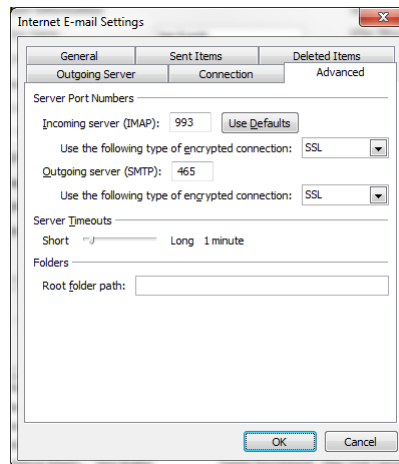 Internet E-mail Settings
General Sent Items Deleted Items
Outgoing Server Connection Advanced
Server Port Numbers
Incoming server (IMAP): 993 Use Defaults
Use the following type of encrypted connection: SSL
Outgoing server (SMTP): 465
Use the following type of encrypted connection: SSL
Server Timeouts
Short Long 1 minute
Folders
Root folder path:
OK Cancel